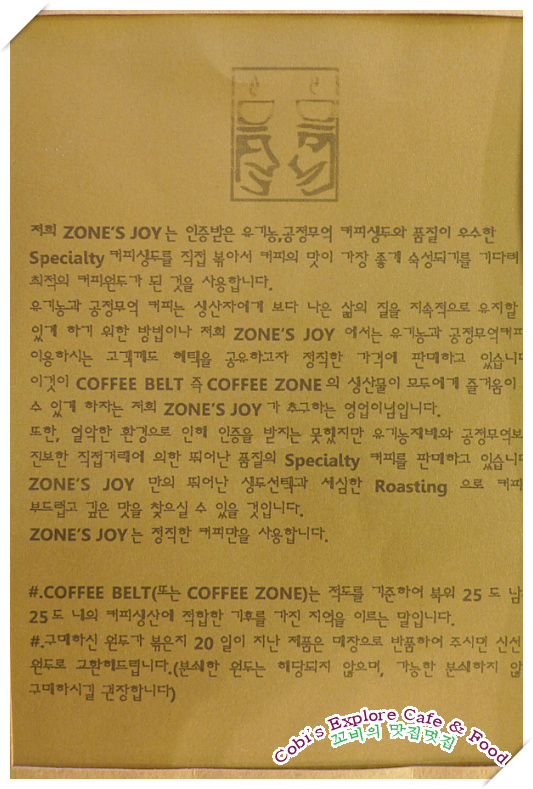 저희 ZONE'S JOY는 인증받은 유기농,공정무역 커피생두와 품질이 우수한
Specialty 커피생두를 직접 볶아서 커피의 맛이 가장 좋게 숙성되기를 기다려
최적의 커피원두가 된 것을 사용합니다.
유기농과 공정무역 커피는 생산자에게 보다 나은 삶의 질을 지속적으로 유지할
있게 하기 위한 방법이나 저희 ZONE'S JOY 에서는 유기농과 공정무역커피
이용하시는 고객께도 혜택을 공유하고자 정직한 가격에 판매하고 있습니
이것이 COFFEE BELT 즉 COFFEE ZONE 의 생산물이 모두에게 즐거움이
수 있게 하자는 저희 ZONE'S JOY 가 추구하는 영업이념입니다.
또한, 열악한 환경으로 인해 인증을 받지는 못했지만 유기농재배와 공정무역보
진보한 직접거래에 의한 뛰어난 품질의 Specialty 커피를 판매하고 있습니
ZONE'S JOY 만의 뛰어난 생두선택과 세심한 Roasting 으로 커피
부드럽고 깊은 맛을 찾으실 수 있을 것입니다.
ZONE'S JOY는 정직한 커피만을 사용합니다.
#.COFFEE BELT(또는 COFFEE ZONE)는 적도를 기준하여 북위 25 도 남
25 도 내의 커피생산에 적합한 기후를 가진 지역을 이르는 말입니다.
#.구매하신 원두가 볶은지 20 일이 지난 제품은 매장으로 반품하여 주시면 신선
원두로 교환해드립니다.(분쇄한 원두는 해당되지 않으며, 가능한 분쇄하지 않
구매하시길 권장합니다)
Cobi's Explore Cafe & Food
꼬비의 맛집멋집